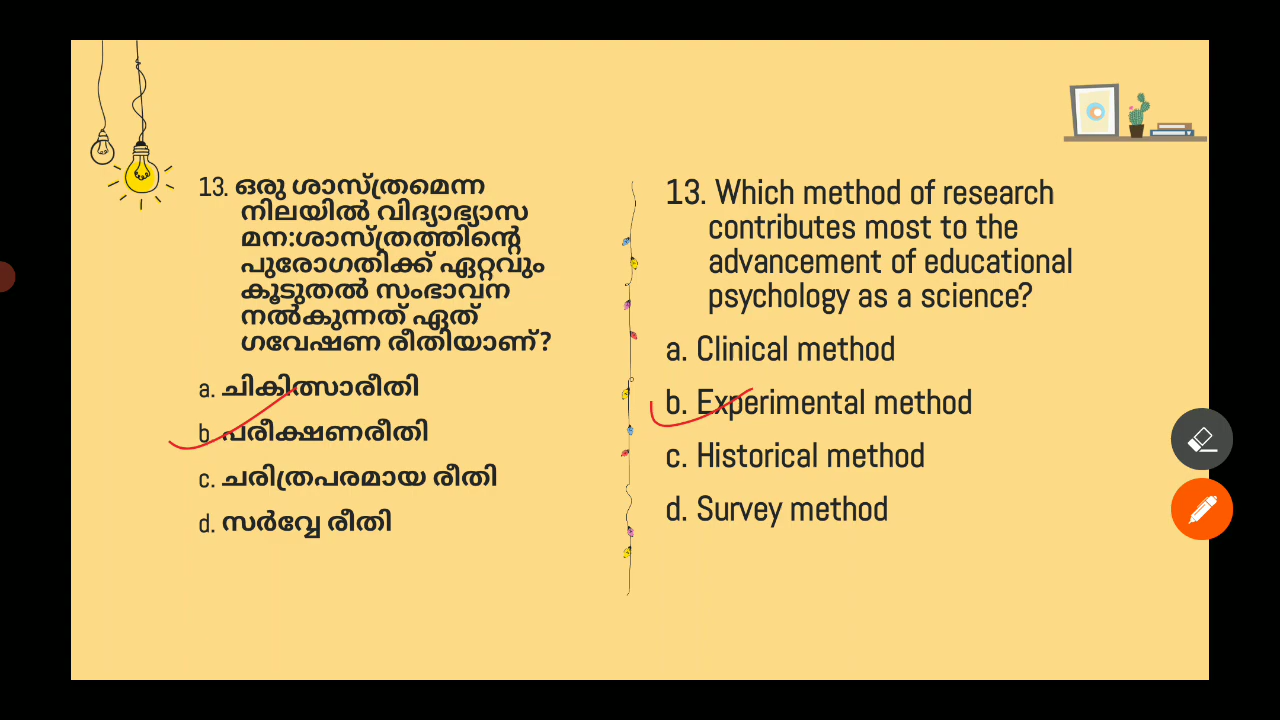 13. ഒരു ശാസ്ത്രമെന്ന
നിലയിൽ വിദ്യാഭ്യാസ
മന:ശാസ്ത്രത്തിന്റെ
പുരോഗതിക്ക് ഏറ്റവും
കൂടുതൽ സംഭാവന
നൽകുന്നത് ഏത്
ഗവേഷണ രീതിയാണ്?
a. ചികിത്സാരീതി
b പരീക്ഷണരീതി
c. ചരിത്രപരമായ രീതി
d. സർവ്വേ രീതി
13. Which method of research
contributes most to the
advancement of educational
psychology as a science?
a. Clinical method
b. Experimental method
c. Historical method
d. Survey method